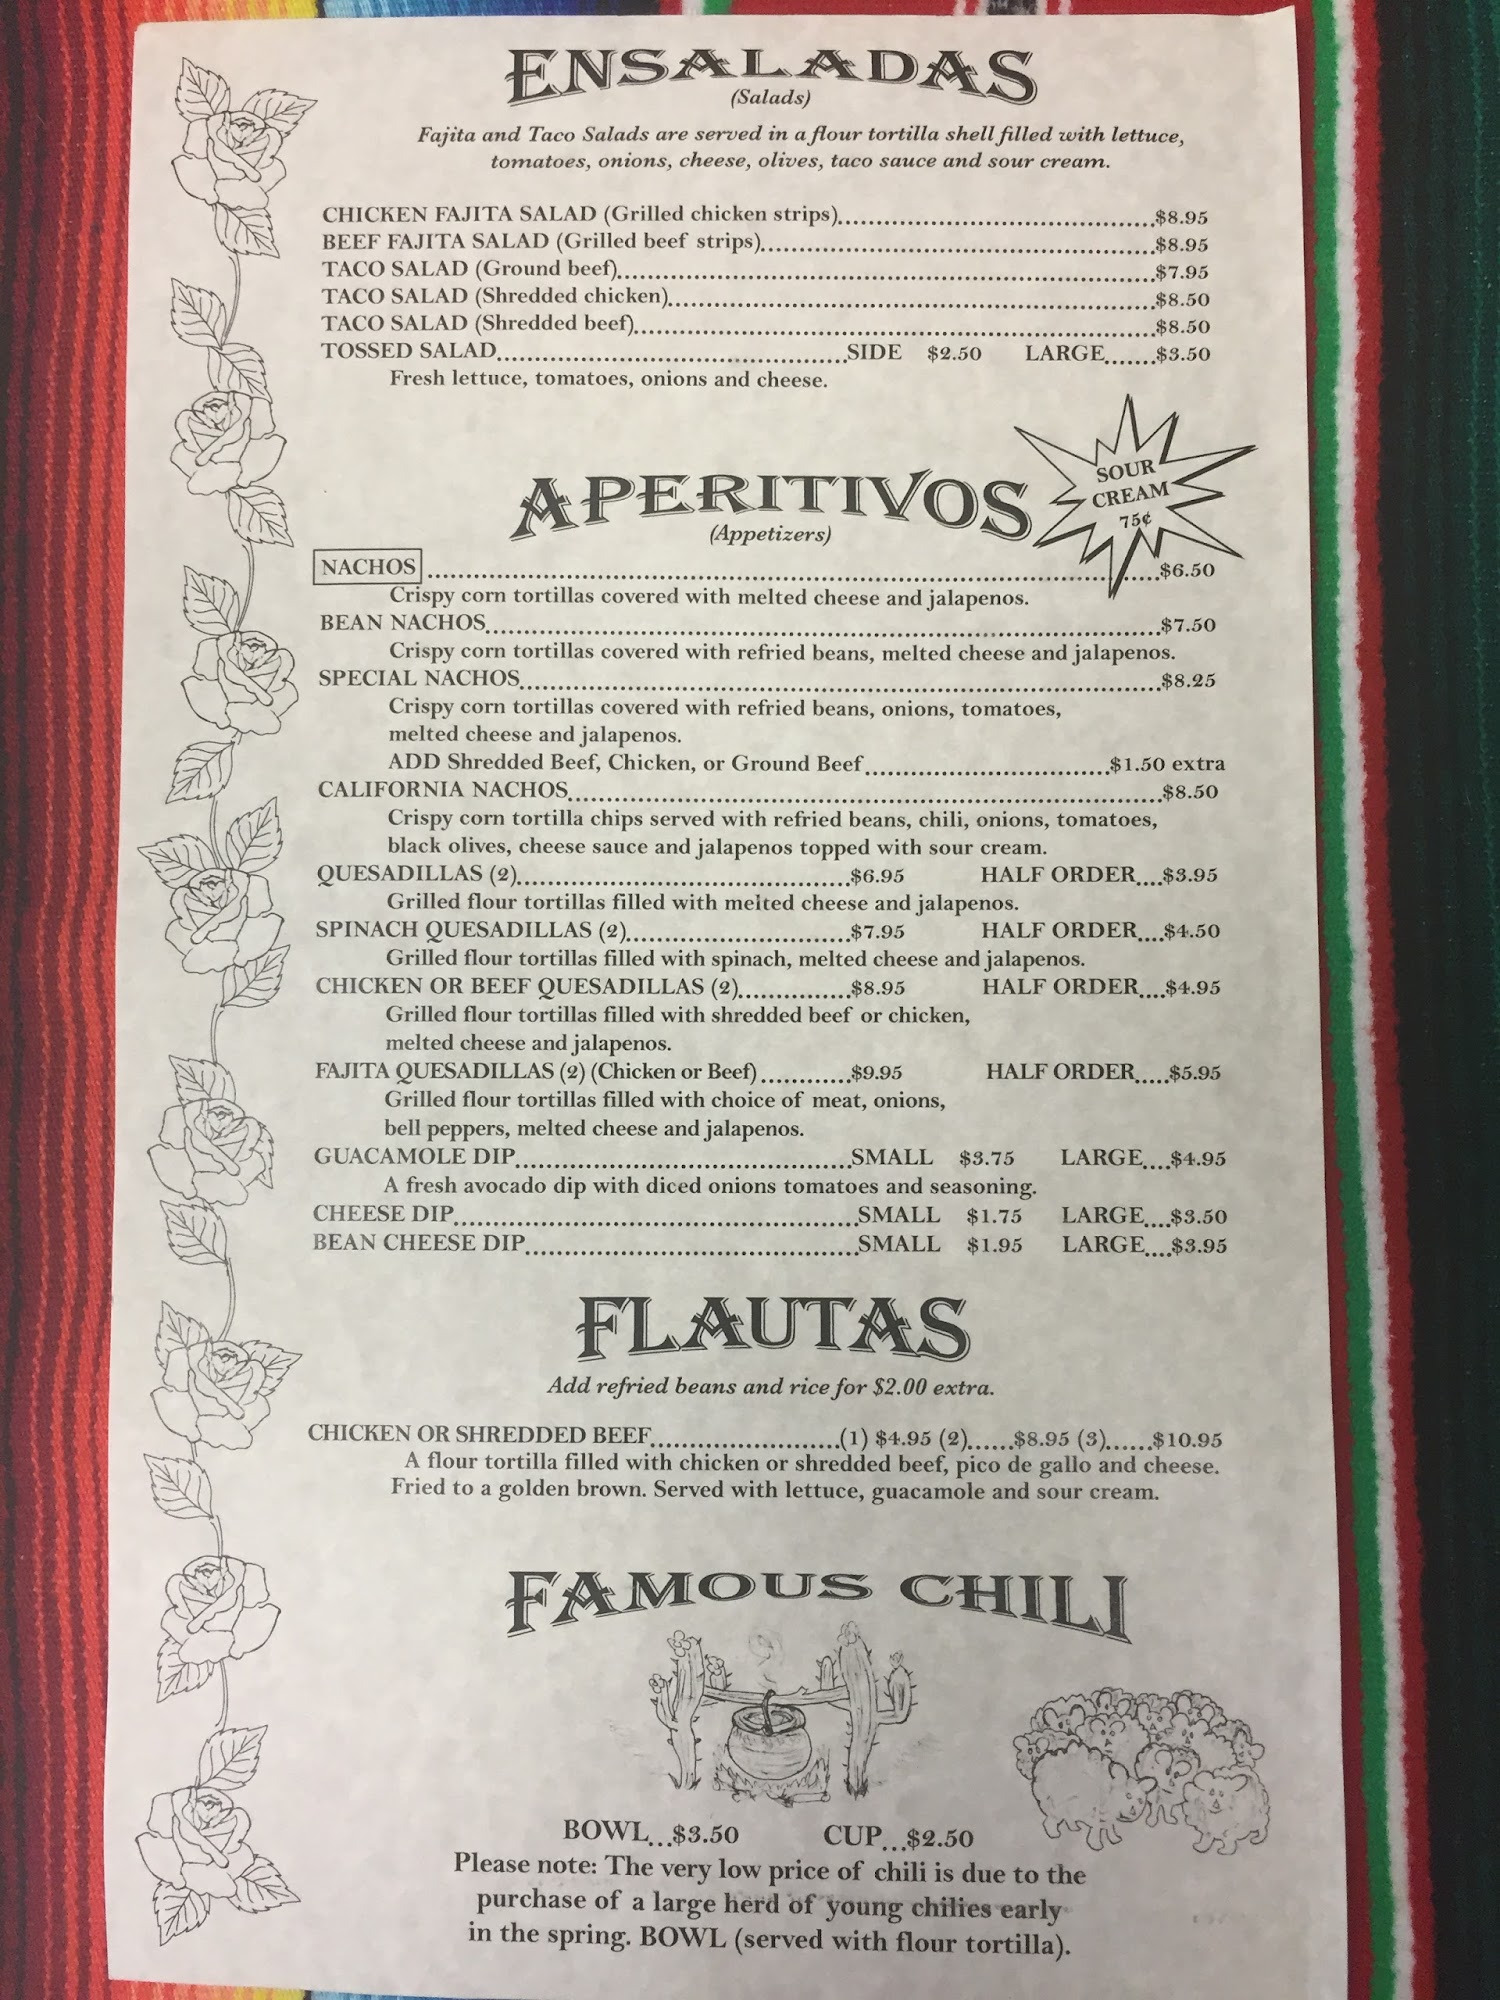 ENSALADAS
(Salads)
Fajita and Taco Salads are served in a flour tortilla shell filled with lettuce,
tomatoes, onions, cheese, olives, taco sauce and sour cream.
CHICKEN FAJITA SALAD (Grilled chicken strips)........................................$8.95
BEEF FAJITA SALAD (Grilled beef strips)..................................................$8.95
TACO SALAD (Ground beef)....................................................................$7.95
TACO SALAD (Shredded chicken)..............................................................$8.50
TACO SALAD (Shredded beef)..................................................................$8.50
TOSSED SALAD.............................................SIDE $2.50 LARGE.......$3.50
Fresh lettuce, tomatoes, onions and cheese.
APERITIVOS
(Appetizers)
SOUR
CREAM
75¢
NACHOS ..............................................................................................$6.50
Crispy corn tortillas covered with melted cheese and jalapenos.
BEAN NACHOS.......................................................................................$7.50
Crispy corn tortillas covered with refried beans, melted cheese and jalapenos.
SPECIAL NACHOS..................................................................................$8.25
Crispy corn tortillas covered with refried beans, onions, tomatoes,
melted cheese and jalapenos.
ADD Shredded Beef, Chicken, or Ground Beef................................$1.50 extra
CALIFORNIA NACHOS............................................................................$8.50
Crispy corn tortilla chips served with refried beans, chili, onions, tomatoes,
black olives, cheese sauce and jalapenos topped with sour cream.
QUESADILLAS (2)..........................................$6.95 HALF ORDER....$3.95
Grilled flour tortillas filled with melted cheese and jalapenos.
SPINACH QUESADILLAS (2)............................$7.95 HALF ORDER....$4.50
Grilled flour tortillas filled with spinach, melted cheese and jalapenos.
CHICKEN OR BEEF QUESADILLAS (2)...............$8.95 HALF ORDER....$4.95
Grilled flour tortillas filled with shredded beef or chicken,
melted cheese and jalapenos.
FAJITA QUESADILLAS (2) (Chicken or Beef)............$9.95 HALF ORDER.....$5.95
Grilled flour tortillas filled with choice of meat, onions,
bell peppers, melted cheese and jalapenos.
GUACAMOLE DIP...........................................SMALL $3.75 LARGE....$4.95
A fresh avocado dip with diced onions tomatoes and seasoning.
CHEESE DIP....................................................SMALL $1.75 LARGE....$3.50
BEAN CHEESE DIP..........................................SMALL $1.95 LARGE....$3.95
FLAUTAS
Add refried beans and rice for $2.00 extra.
CHICKEN OR SHREDDED BEEF........................(1) $4.95 (2)......$8.95 (3)......$10.95
A flour tortilla filled with chicken or shredded beef, pico de gallo and cheese.
Fried to a golden brown. Served with lettuce, guacamole and sour cream.
FAMOUS CHILI
BOWL...$3.50 CUP...$2.50
Please note: The very low price of chili is due to the
purchase of a large herd of young chilies early
in the spring. BOWL (served with flour tortilla).